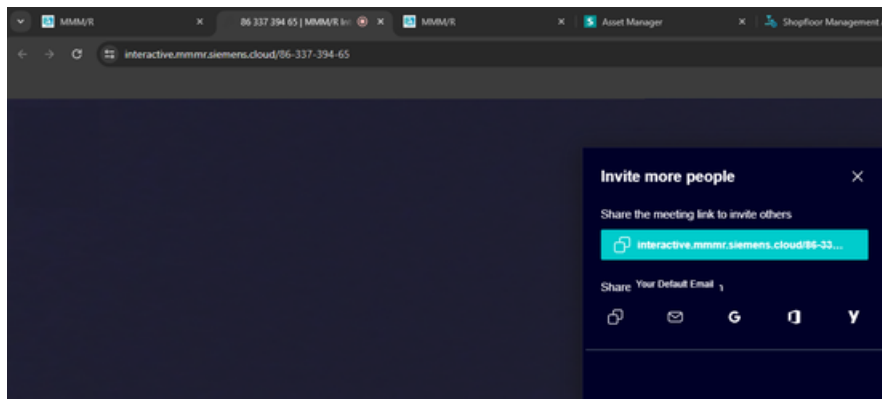 MMM/R
86 337 394 65 | MMM/R Int
MMM/R
Asset Manager
Shopfloor Management
interactive.mmmr.siemens.cloud/86-337-394-65
Invite more people
Share the meeting link to invite others
interactive.mmmr.siemens.cloud/86-33...
Share Your Default Email